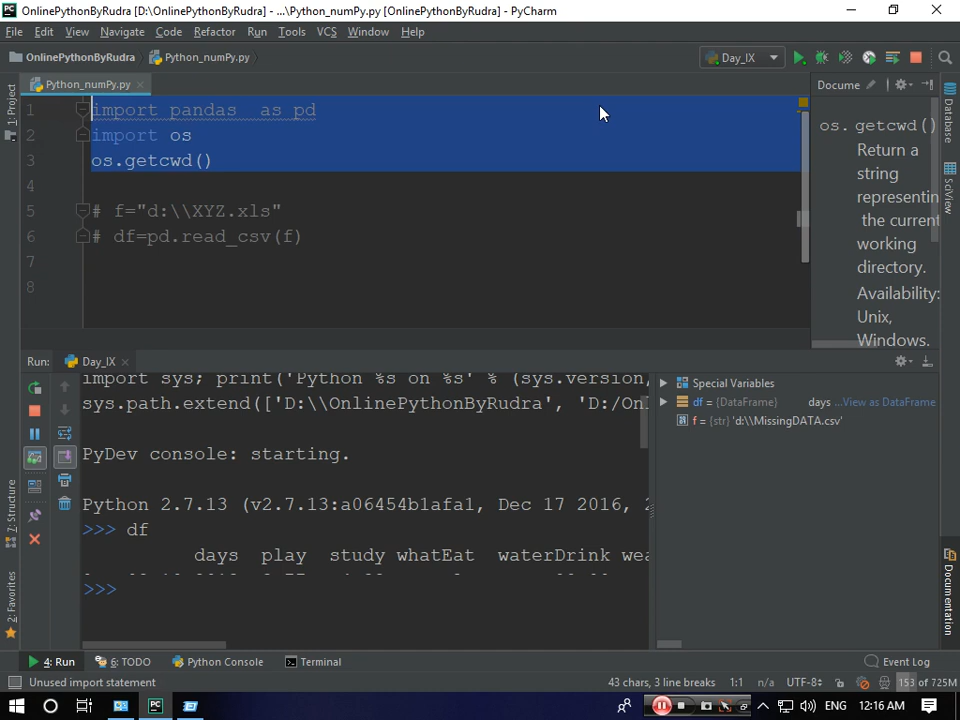 OnlinePythonByRudra [D:\OnlinePythonByRudra] - ...\Python_numPy.py [OnlinePythonByRudra] - PyCharm
File Edit View Navigate Code Refactor Run Tools VCS Window Help
OnlinePythonByRudra Python_numPy.py Day_IX
Python_numPy.py
Docume
1: Project
Database
SciView
1 import pandas as pd
2 import os
3 os.getcwd()
4
5 # f="d:\\XYZ.xls"
6 # df=pd.read_csv(f)
7
8
os. getcwd()
Return a
string
representin
the current
working
directory.
Availability:
Unix,
Windows.
Run: Day_IX
import sys; print('Python %s on %s' % (sys.version,
sys.path.extend(['D:\\OnlinePythonByRudra', 'D:/Onl
PyDev console: starting.
Python 2.7.13 (v2.7.13:a06454b1afa1, Dec 17 2016, 2
>>> df
days play study whatEat waterDrink wea
>>>
Special Variables
df = {DataFrame} days ...View as DataFrame
f = {str} 'd:\\MissingDATA.csv'
7: Structure
2: Favorites
Documentation
4: Run 6: TODO Python Console Terminal Event Log
Unused import statement 43 chars, 3 line breaks 1:1 n/a UTF-8 153 of 725M
ENG 12:16 AM